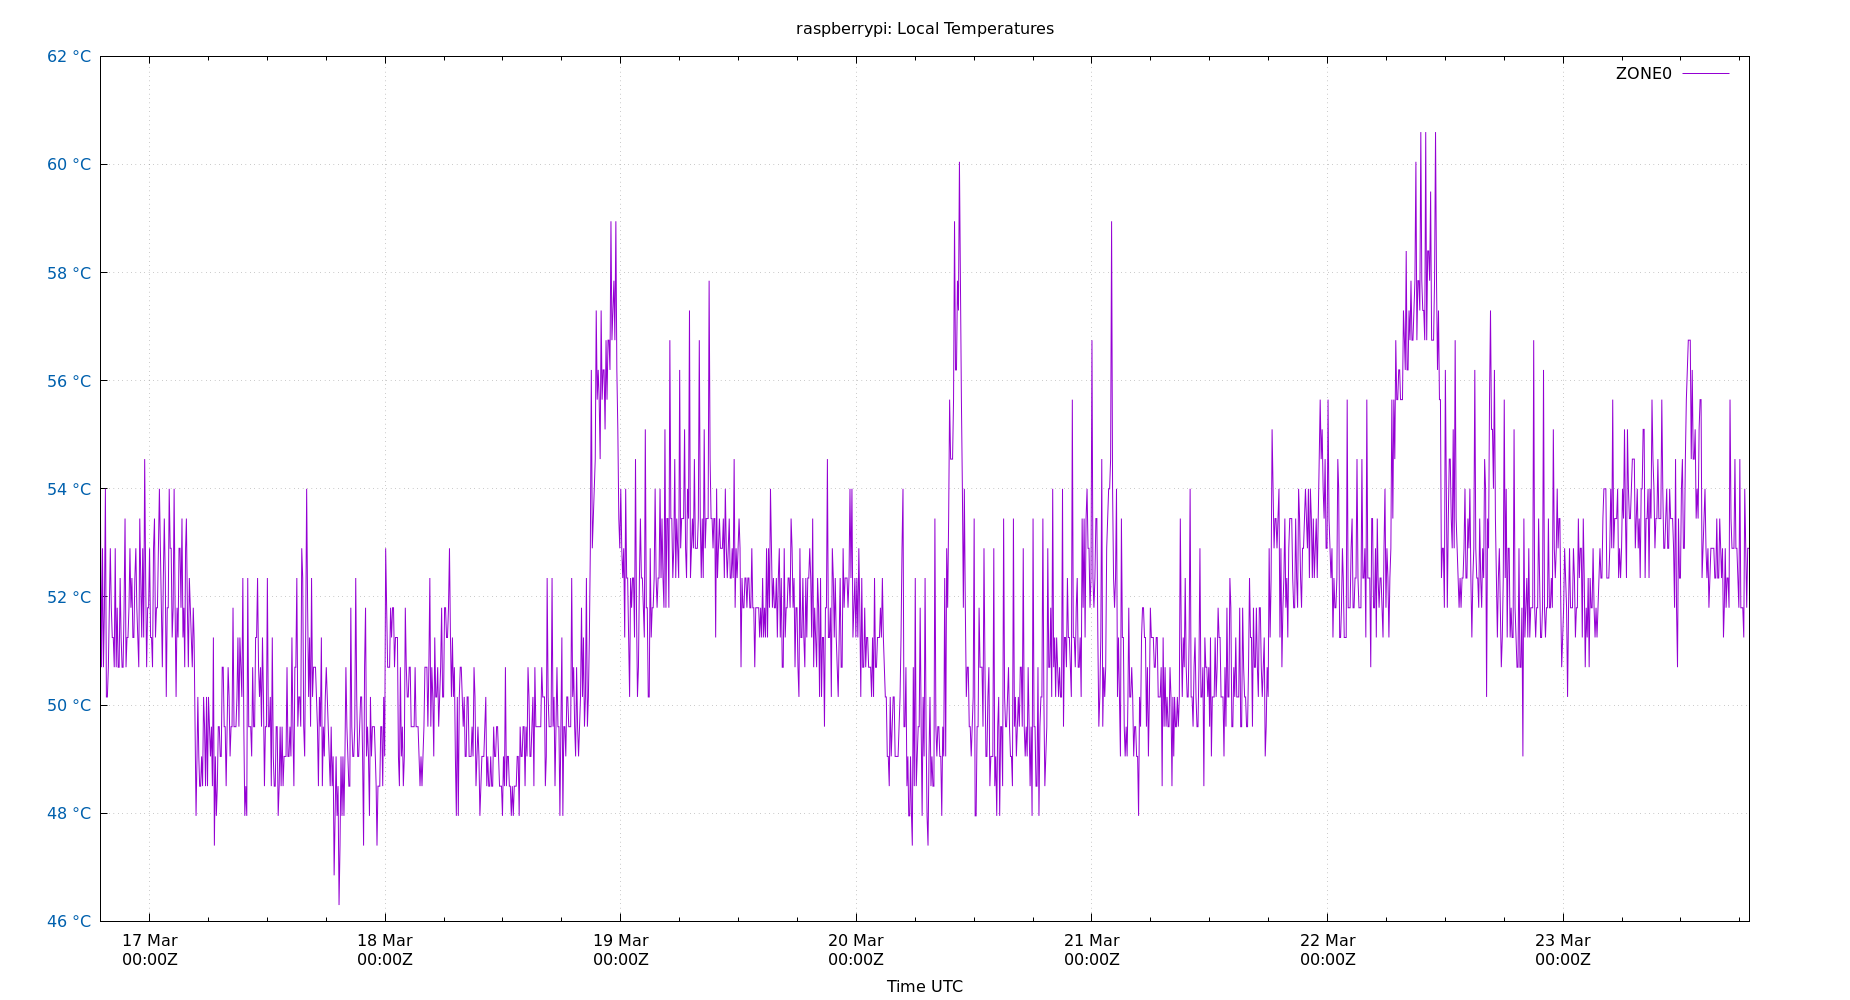 raspberrypi: Local Temperatures
62 °C
ZONE0
60 °C
58 °C
56 °C
54 °C
52 °C
50 °C
48 °C
46 °C
17 Mar 18 Mar 19 Mar 20 Mar 21 Mar 22 Mar 23 Mar
00:00Z 00:00Z 00:00Z 00:00Z 00:00Z 00:00Z 00:00Z
Time UTC